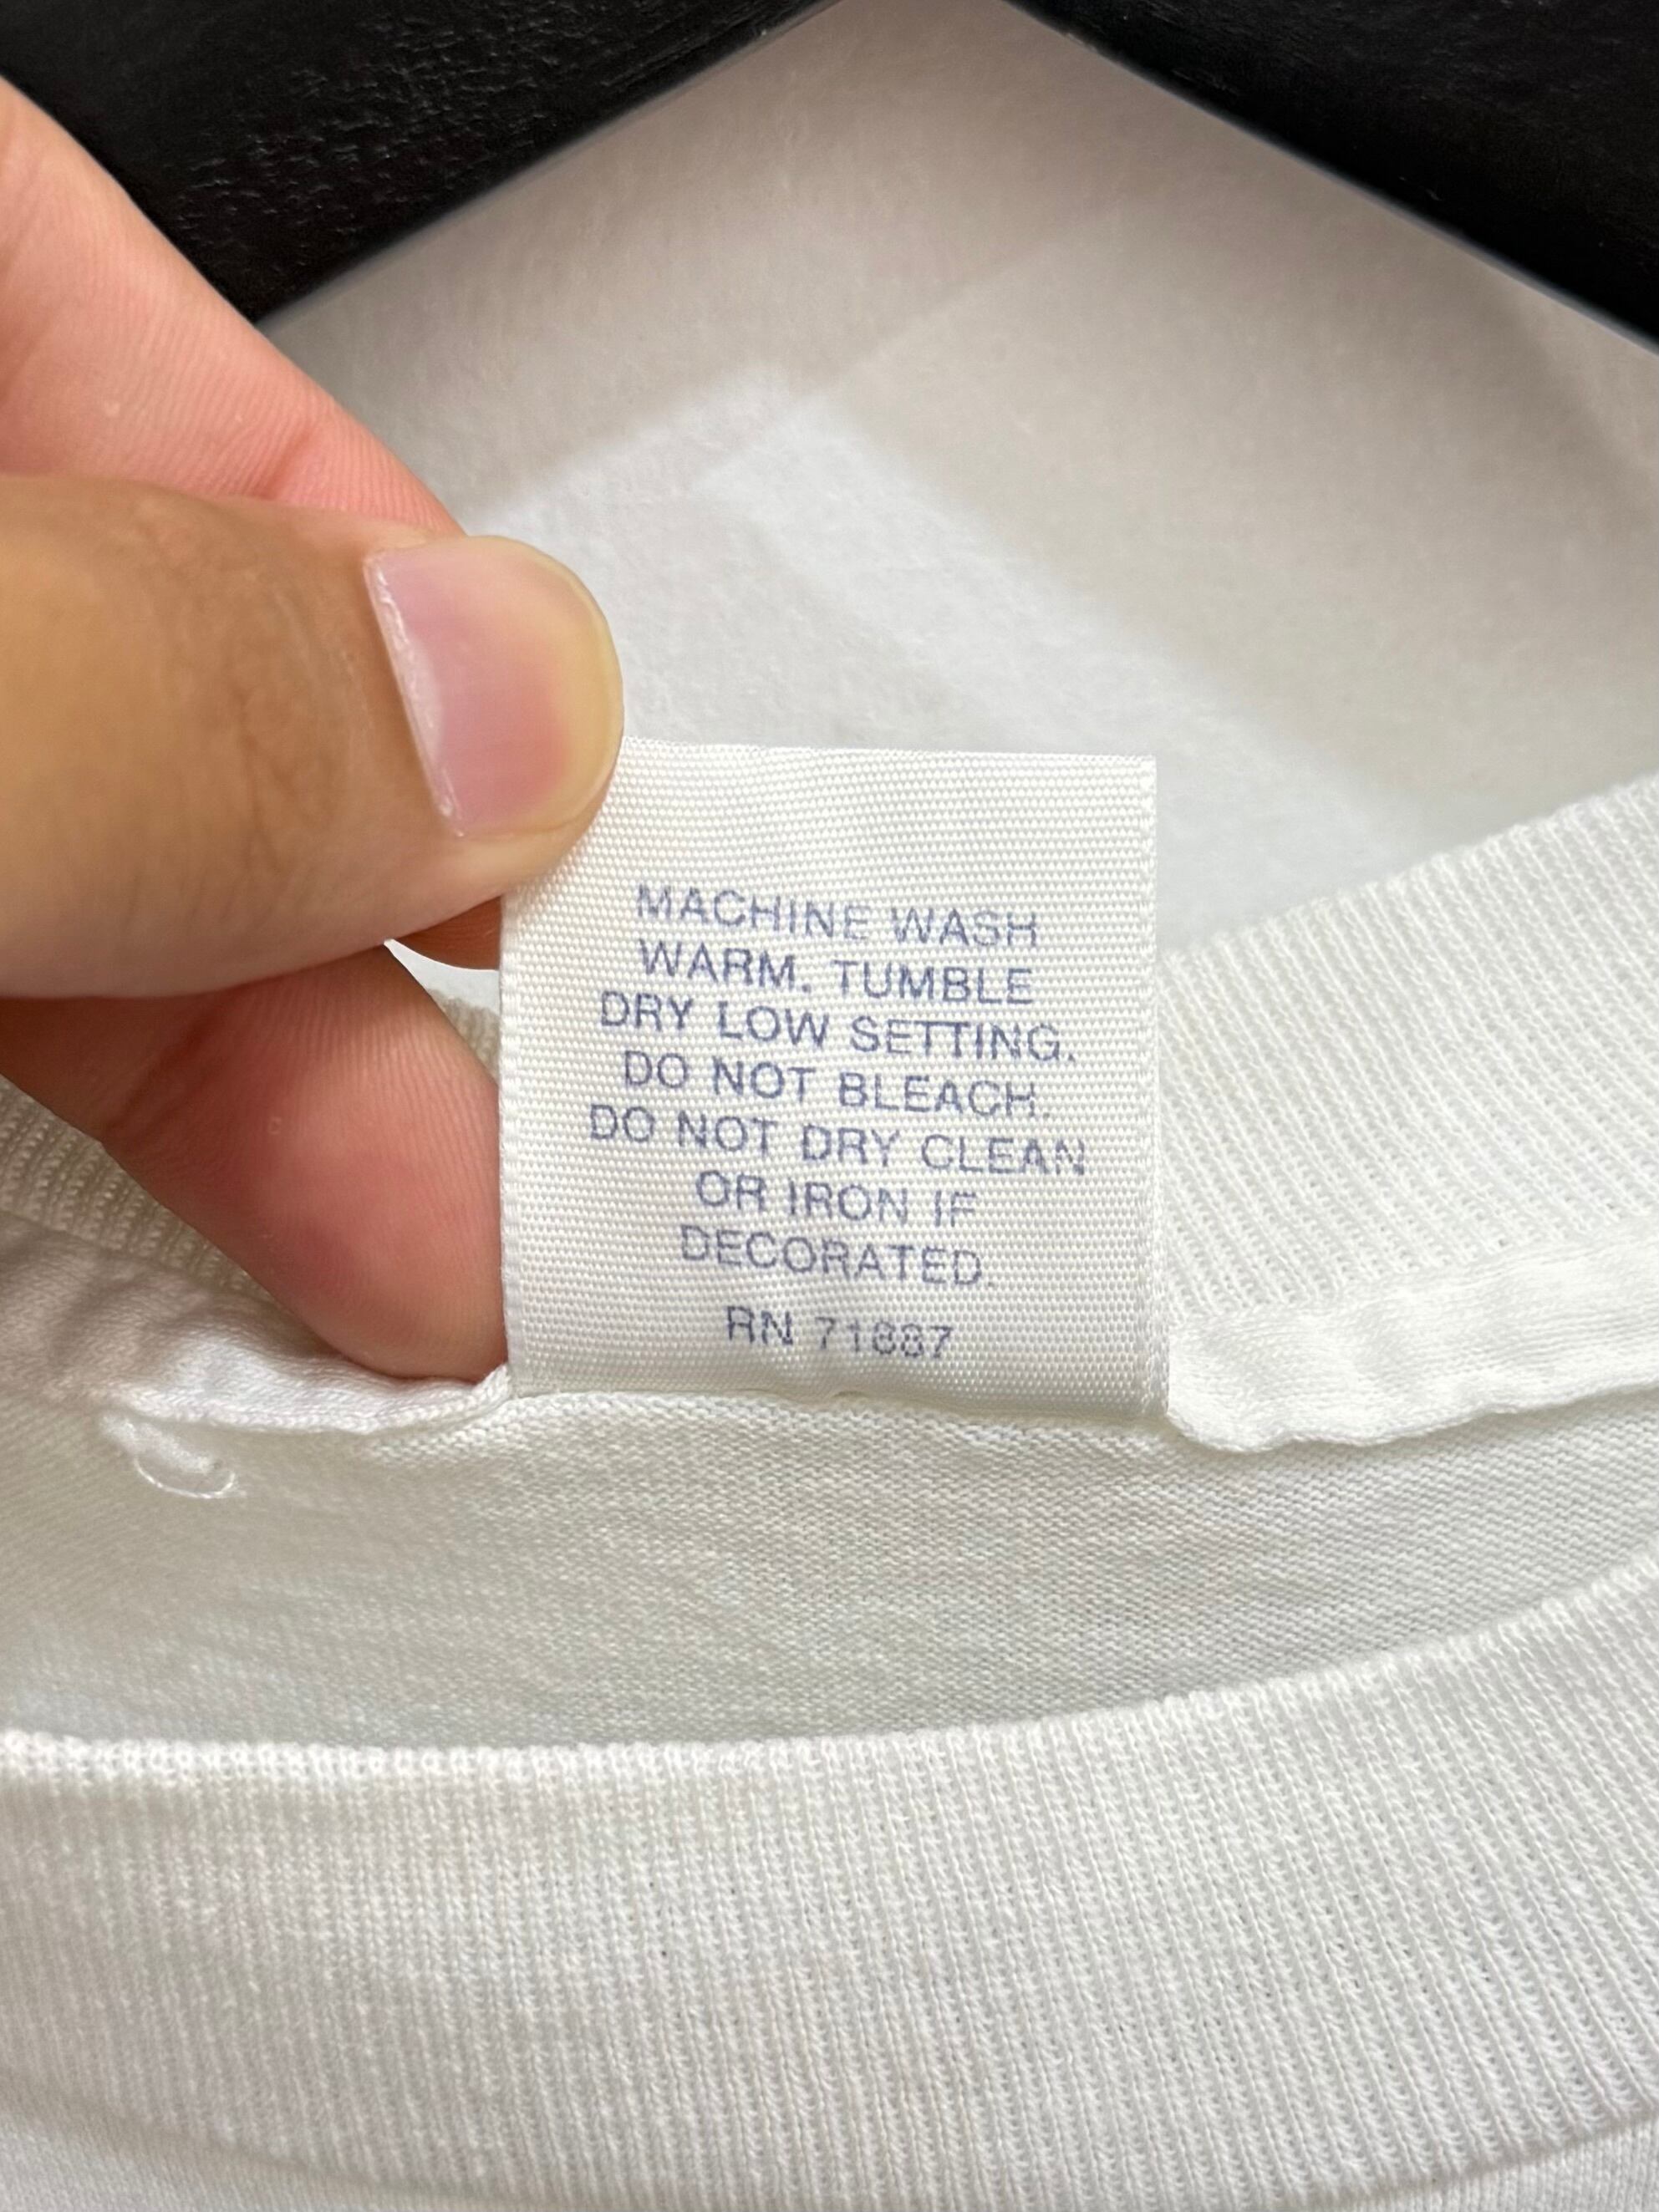 MACHINE WASH
WARM. TUMBLE
DRY LOW SETTING.
DO NOT BLEACH.
DO NOT DRY CLEAN
OR IRON IF
DECORATED.
RN